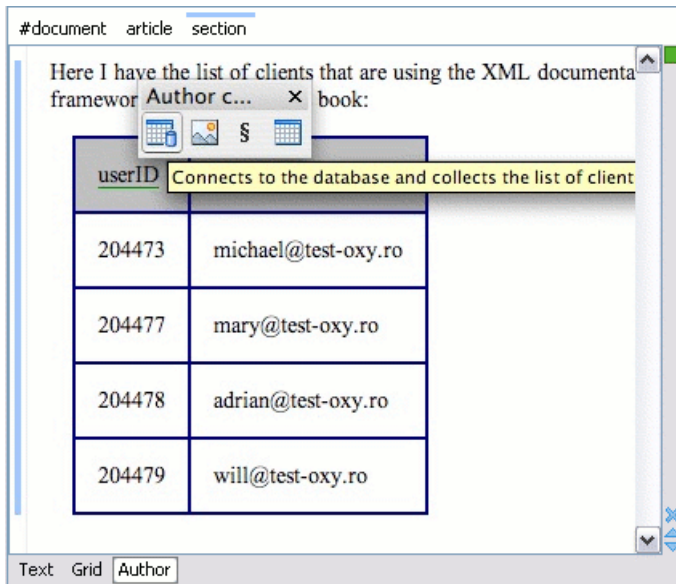 #document article section
Here I have the list of clients that are using the XML documenta
framewor
book:
Author c...
§
userID
Connects to the database and collects the list of client
204473 michael@test-oxy.ro
204477 mary@test-oxy.ro
204478 adrian@test-oxy.ro
204479 will@test-oxy.ro
Text Grid Author